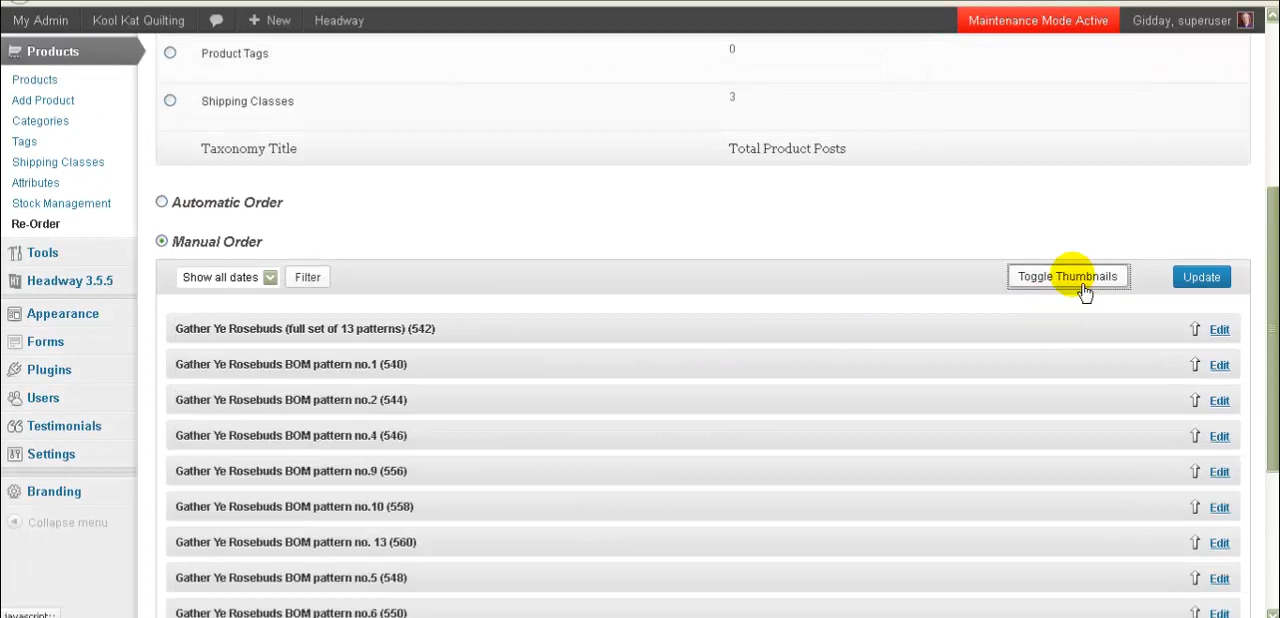 My Admin Kool Kat Quilting New Headway Maintenance Mode Active Gidday, superuser
Products
Products
Add Product
Categories
Tags
Shipping Classes
Attributes
Stock Management
Re-Order
Tools
Headway 3.5.5
Appearance
Forms
Plugins
Users
Testimonials
Settings
Branding
Collapse menu
Product Tags 0
Shipping Classes 3
Taxonomy Title Total Product Posts
Automatic Order
Manual Order
Show all dates Filter Toggle Thumbnails Update
Gather Ye Rosebuds (full set of 13 patterns) (542) Edit
Gather Ye Rosebuds BOM pattern no.1 (540) Edit
Gather Ye Rosebuds BOM pattern no.2 (544) Edit
Gather Ye Rosebuds BOM pattern no.4 (546) Edit
Gather Ye Rosebuds BOM pattern no.9 (556) Edit
Gather Ye Rosebuds BOM pattern no.10 (558) Edit
Gather Ye Rosebuds BOM pattern no. 13 (560) Edit
Gather Ye Rosebuds BOM pattern no.5 (548) Edit
Gather Ye Rosebuds BOM pattern no.6 (550) Edit
javascript:;